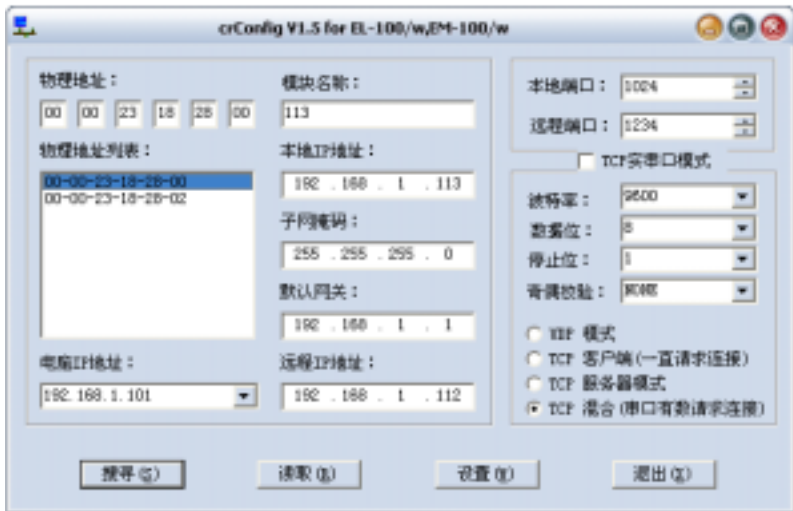 crConfig V1.5 for EL-100/w,EM-100/w
物理地址：
00 00 23 18 28 00
物理地址列表：
00-00-23-18-28-00
00-00-23-18-28-02
电脑IP地址：
192.168.1.101
模块名称：
113
本地IP地址：
192 .168 . 1 .113
子网掩码：
255 .255 .255 . 0
默认网关：
192 .168 . 1 . 1
远程IP地址：
192 .168 . 1 .112
本地端口：1024
远程端口：1234
TCP实串口模式
波特率：9600
数据位：8
停止位：1
奇偶校验：NONE
UDP 模式
TCP 客户端(一直请求连接)
TCP 服务器模式
TCP 混合(串口有数请求连接)
搜寻(S) 读取(R) 设置(W) 退出(X)